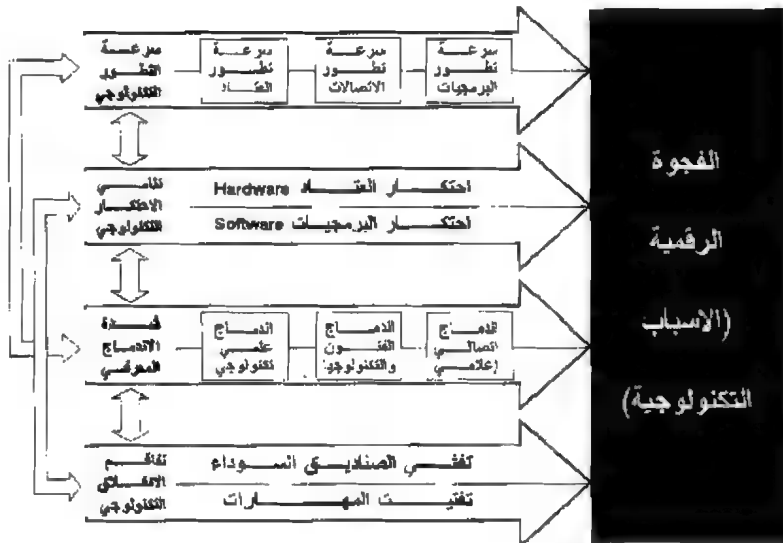 سرعة
التطور
التكنولوجي
سرعة
تطور
العتاد
سرعة
تطور
الاتصالات
سرعة
تطور
البرمجيات
تنامي
الاحتكار
التكنولوجي
احتكار العتاد Hardware
احتكار البرمجيات Software
شدة
الاندماج
المعرفي
اندماج
علمي
تكنولوجي
اندماج
الفنون
والتكنولوجيا
اندماج
اتصالي
إعلامي
تفاقم
الانغلاق
التكنولوجي
تفشي الصناديق السوداء
تفتيت المهارات
الفجوة
الرقمية
(الاسباب
التكنولوجية)